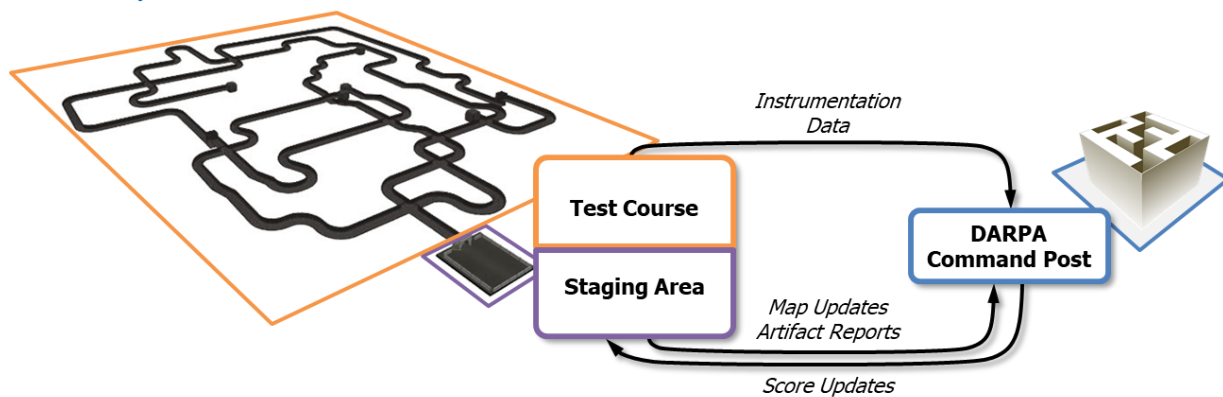 Instrumentation
Data
Test Course
DARPA
Command Post
Staging Area
Map Updates
Artifact Reports
Score Updates